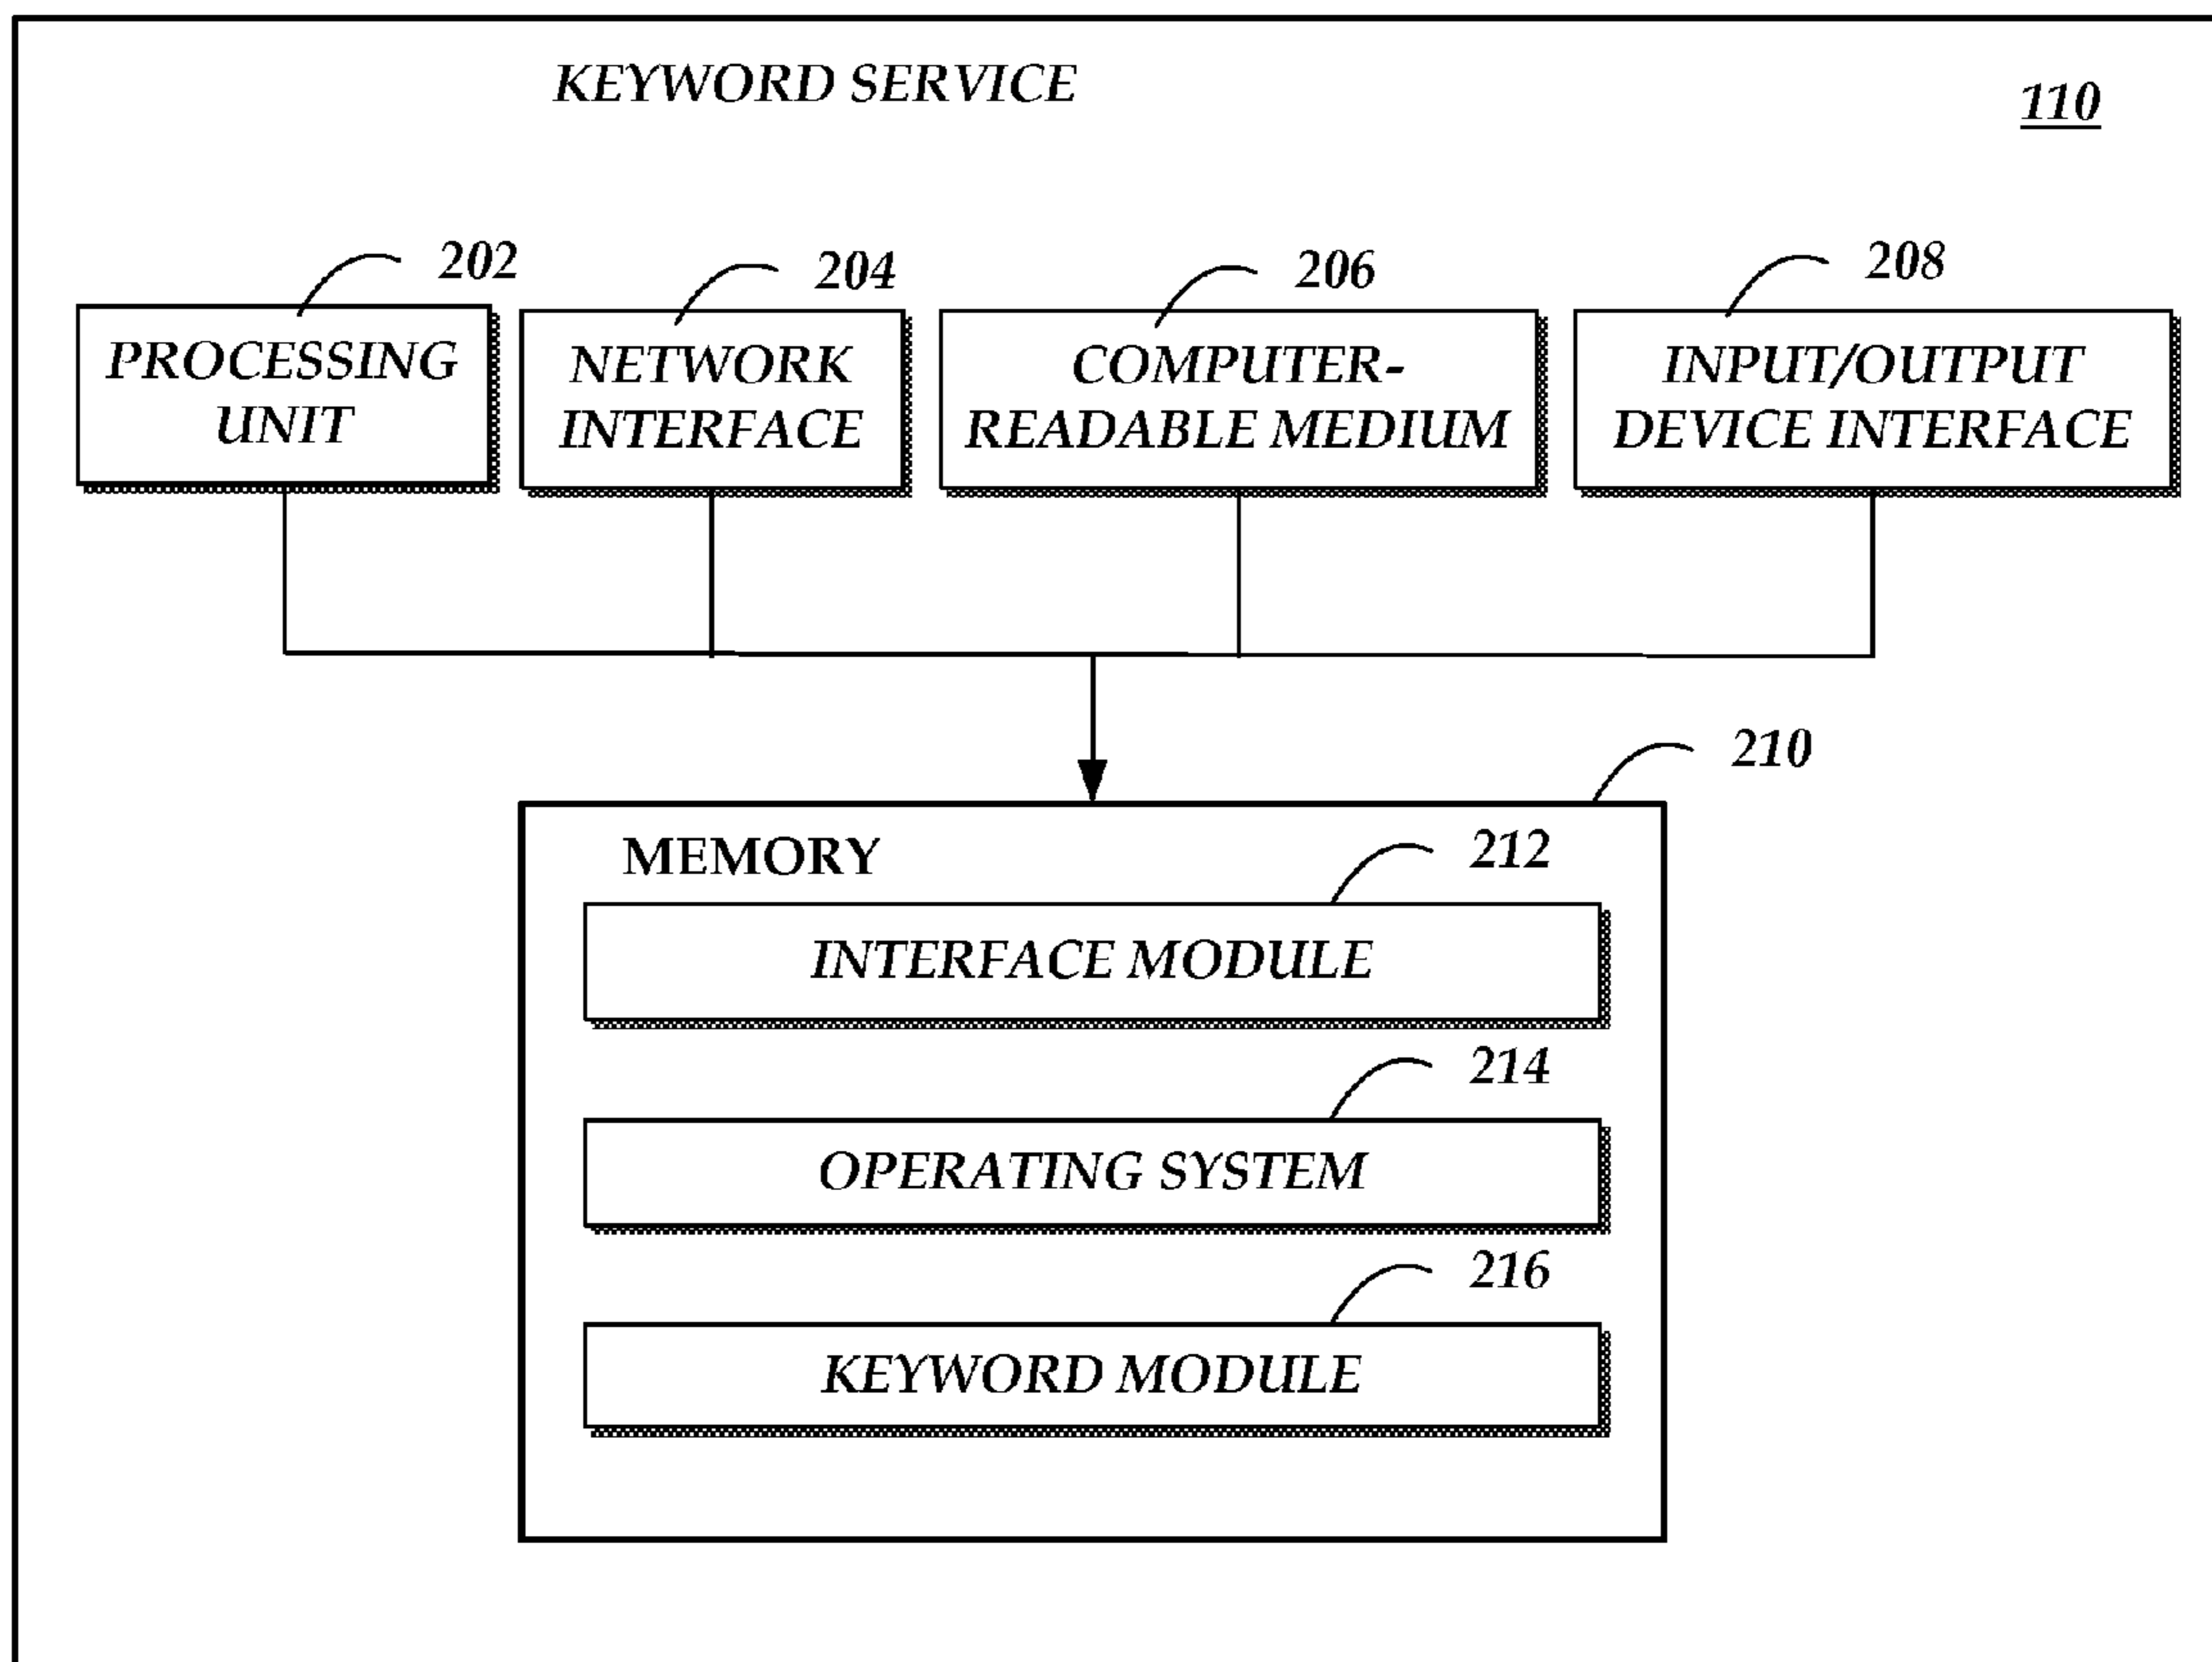 KEYWORD SERVICE
110
202
204
206
208
PROCESSING
UNIT
NETWORK
INTERFACE
COMPUTER-
READABLE MEDIUM
INPUT/OUTPUT
DEVICE INTERFACE
210
MEMORY
212
INTERFACE MODULE
214
OPERATING SYSTEM
216
KEYWORD MODULE